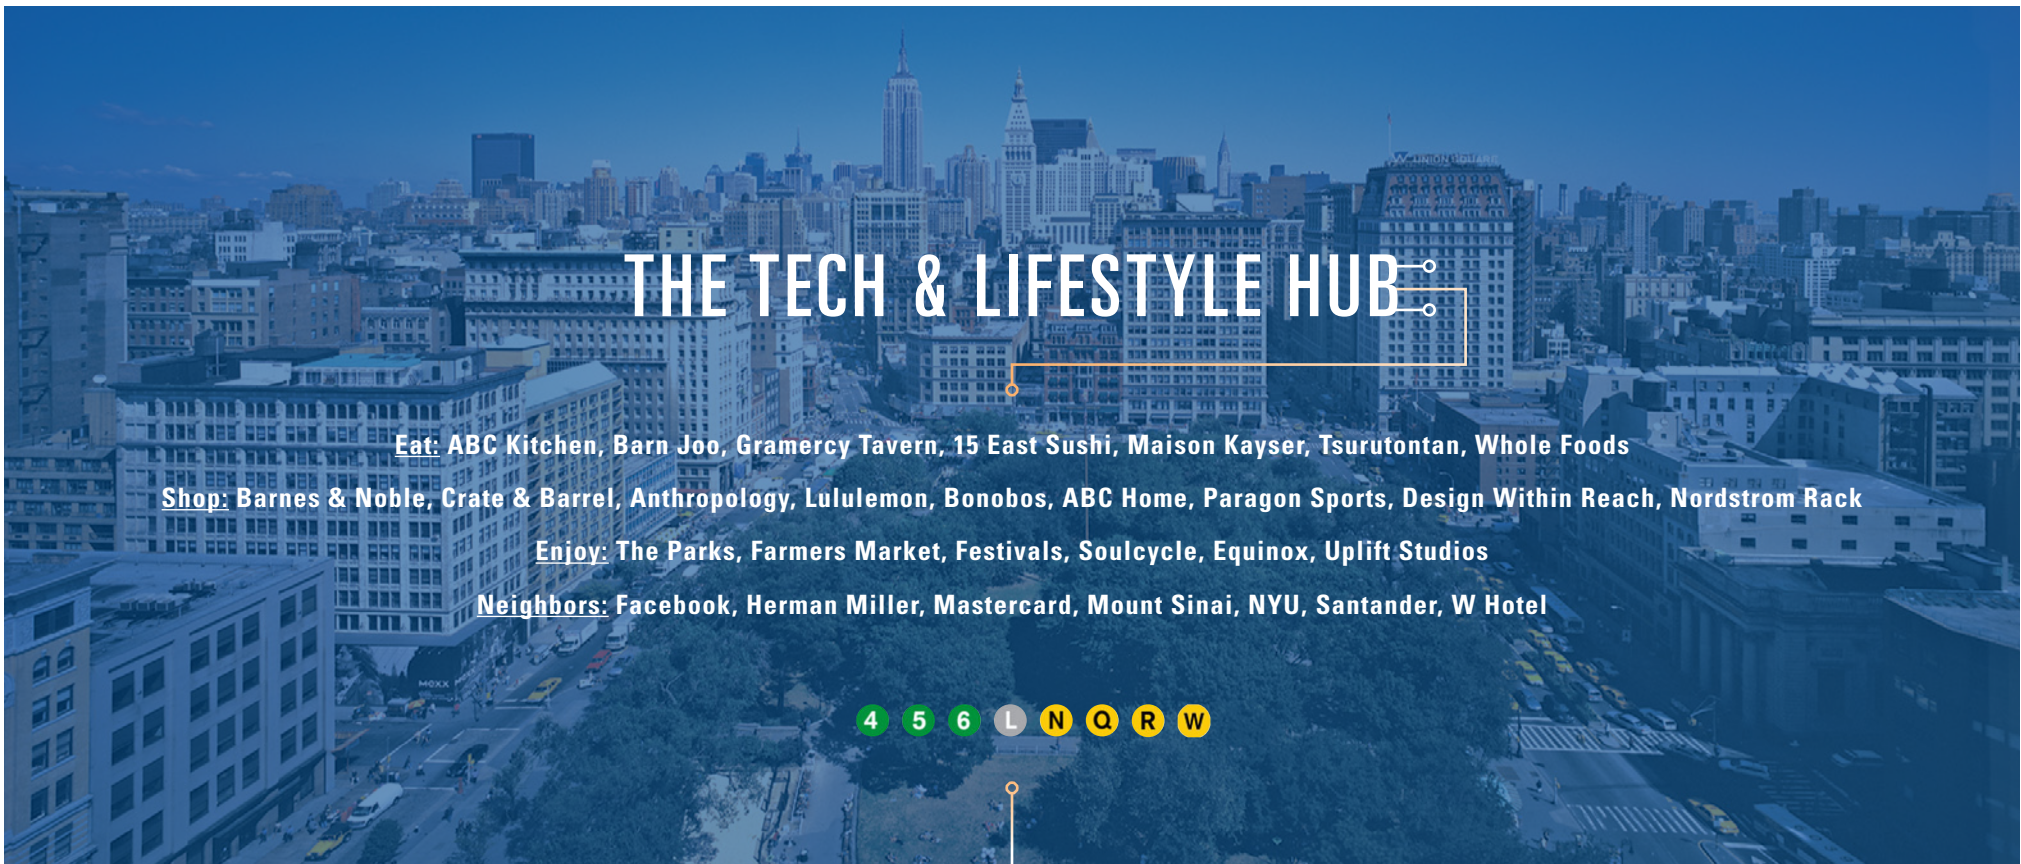 W UNION SQUARE
THE TECH & LIFESTYLE HUB
Eat: ABC Kitchen, Barn Joo, Gramercy Tavern, 15 East Sushi, Maison Kayser, Tsurutontan, Whole Foods
Shop: Barnes & Noble, Crate & Barrel, Anthropology, Lululemon, Bonobos, ABC Home, Paragon Sports, Design Within Reach, Nordstrom Rack
Enjoy: The Parks, Farmers Market, Festivals, Soulcycle, Equinox, Uplift Studios
Neighbors: Facebook, Herman Miller, Mastercard, Mount Sinai, NYU, Santander, W Hotel
MOXX
4 5 6 L N Q R W